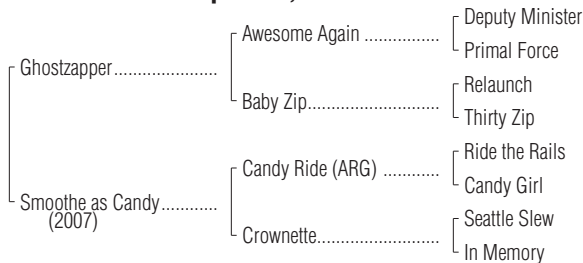 Deputy Minister
Awesome Again ................
Primal Force
Ghostzapper......................
Relaunch
Baby Zip............................
Thirty Zip
Ride the Rails
Candy Ride (ARG) ............
Candy Girl
Smoothe as Candy............
(2007)
Seattle Slew
Crownette..........................
In Memory